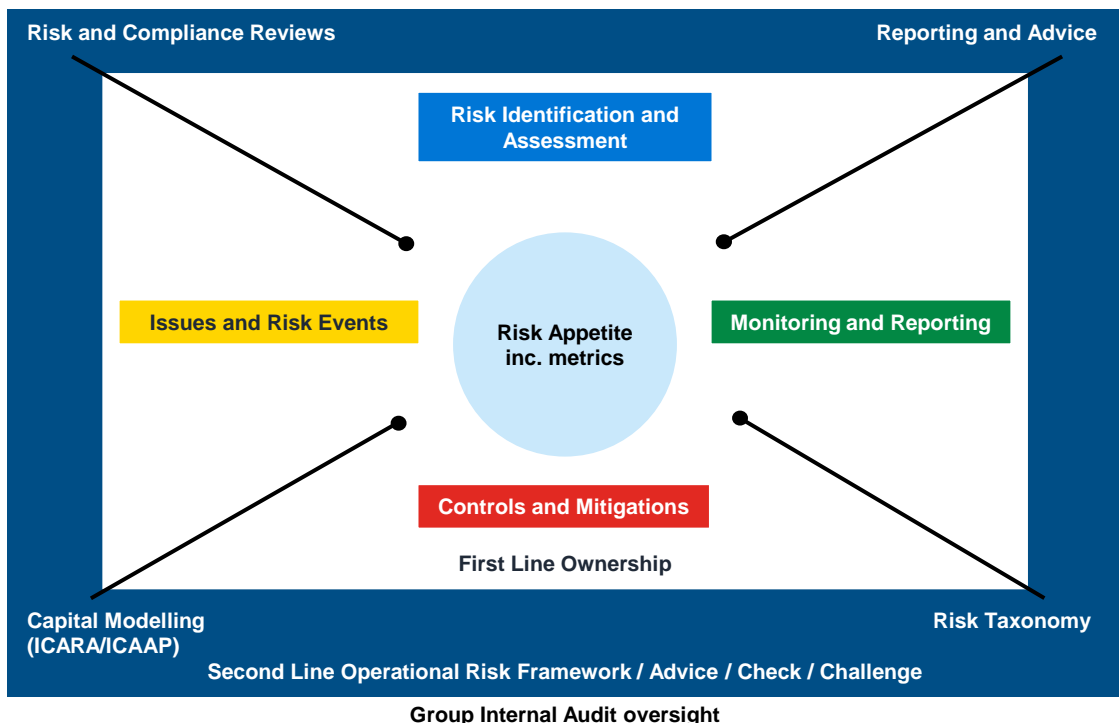 Risk and Compliance Reviews
Reporting and Advice
Risk Identification and
Assessment
Issues and Risk Events
Risk Appetite
inc. metrics
Monitoring and Reporting
Controls and Mitigations
First Line Ownership
Capital Modelling
(ICARA/ICAAP)
Risk Taxonomy
Second Line Operational Risk Framework / Advice / Check / Challenge
Group Internal Audit oversight